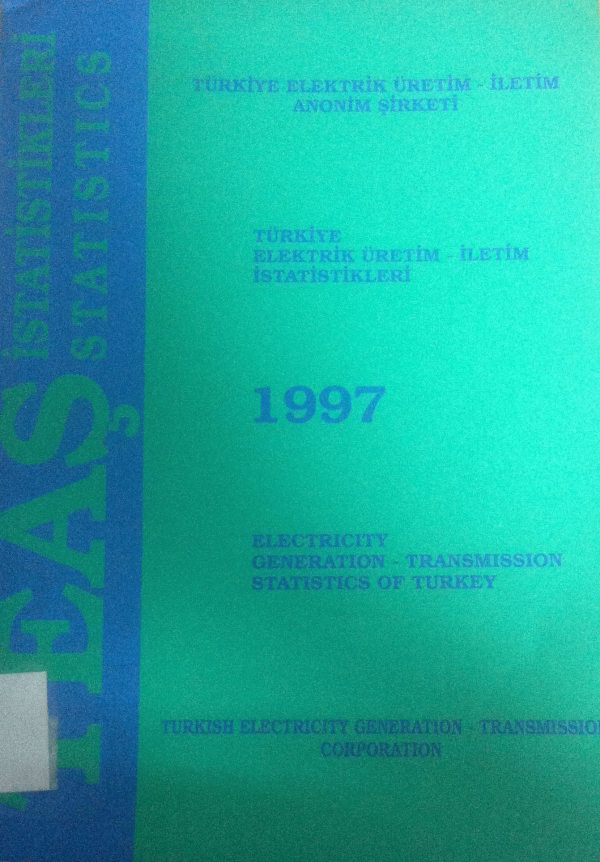 TÜRKİYE ELEKTRİK ÜRETİM - İLETİM
ANONİM ŞİRKETİ
TÜRKİYE
ELEKTRİK ÜRETİM - İLETİM
İSTATİSTİKLERİ
1997
ELECTRICITY
GENERATION - TRANSMISSION
STATISTICS OF TURKEY
TURKISH ELECTRICITY GENERATION - TRANSMISSION
CORPORATION
TEAŞ
İSTATİSTİKLERİ
STATISTICS